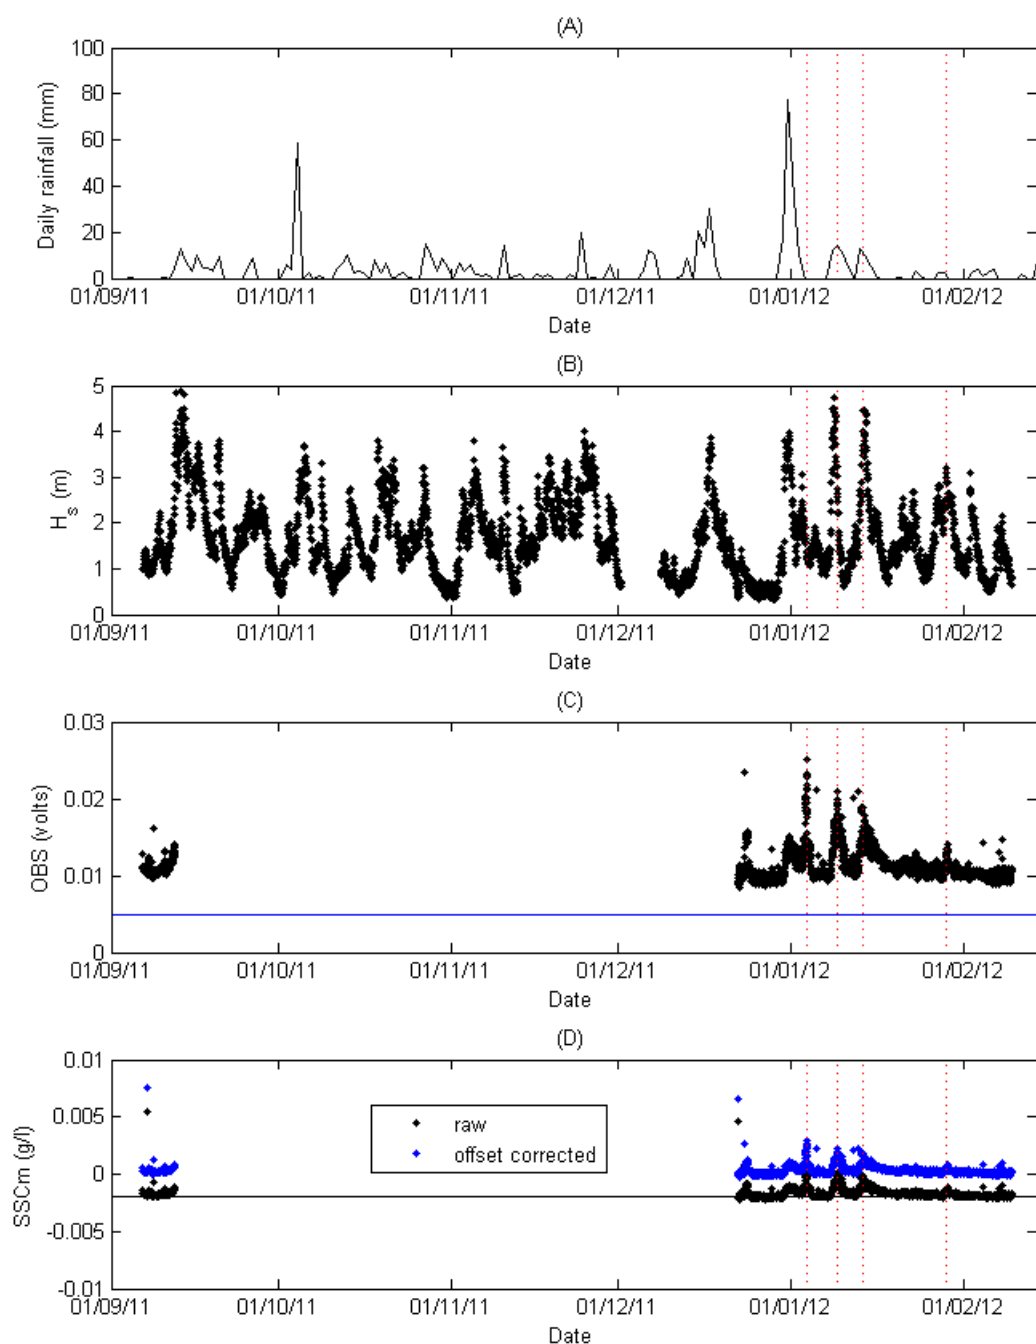 (A)
100
80
60
40
20
0
Daily rainfall (mm)
01/09/11 01/10/11 01/11/11 01/12/11 01/01/12 01/02/12
Date
(B)
5
4
3
2
1
0
H_s (m)
01/09/11 01/10/11 01/11/11 01/12/11 01/01/12 01/02/12
Date
(C)
0.03
0.02
0.01
0
OBS (volts)
01/09/11 01/10/11 01/11/11 01/12/11 01/01/12 01/02/12
Date
(D)
0.01
0.005
0
-0.005
-0.01
SSCm (g/l)
raw
offset corrected
01/09/11 01/10/11 01/11/11 01/12/11 01/01/12 01/02/12
Date